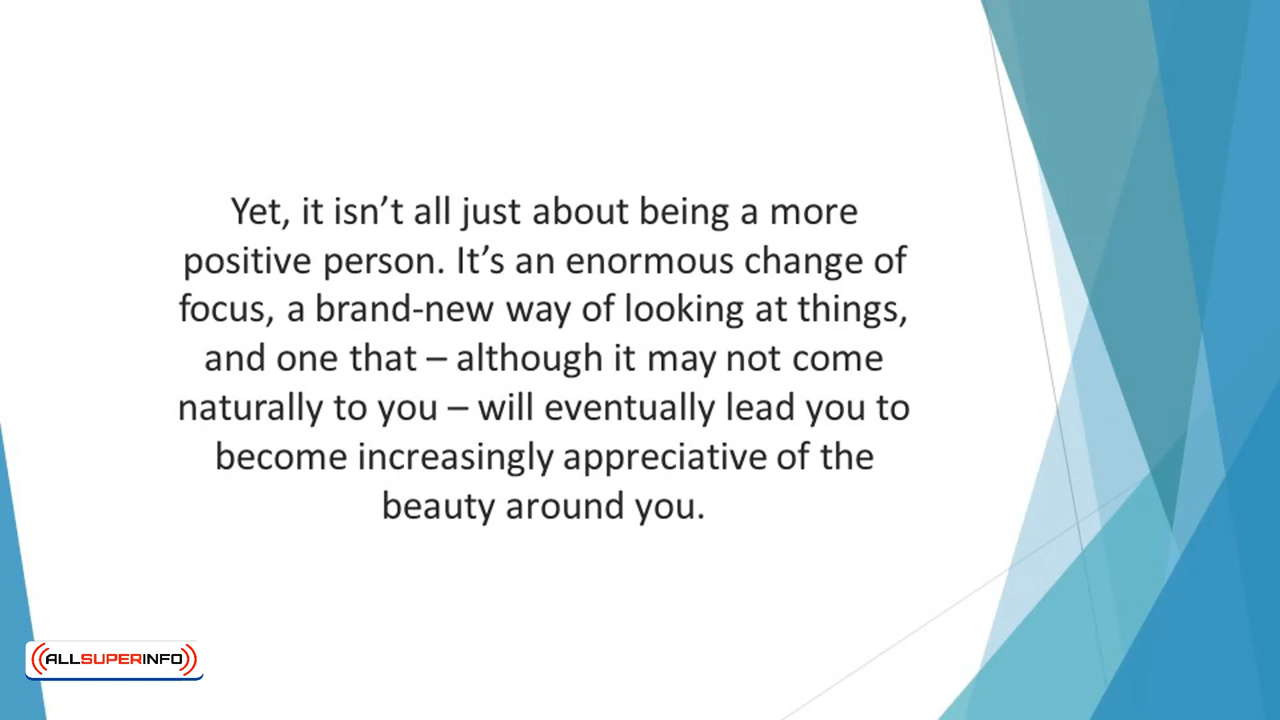 Yet, it isn’t all just about being a more
positive person. It’s an enormous change of
focus, a brand-new way of looking at things,
and one that – although it may not come
naturally to you – will eventually lead you to
become increasingly appreciative of the
beauty around you.
ALLSUPERINFO